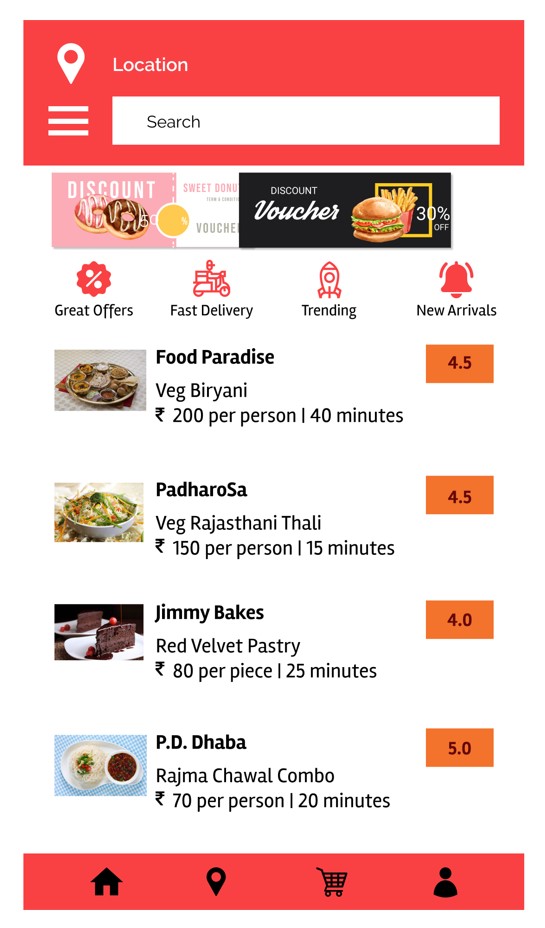 Location
Search
DISCOUNT
SWEET DONU
VOUCHE
DISCOUNT
Voucher
30%
OFF
Great Offers
Fast Delivery
Trending
New Arrivals
Food Paradise
4.5
Veg Biryani
₹ 200 per person | 40 minutes
PadharoSa
4.5
Veg Rajasthani Thali
₹ 150 per person | 15 minutes
Jimmy Bakes
4.0
Red Velvet Pastry
₹ 80 per piece | 25 minutes
P.D. Dhaba
5.0
Rajma Chawal Combo
₹ 70 per person | 20 minutes